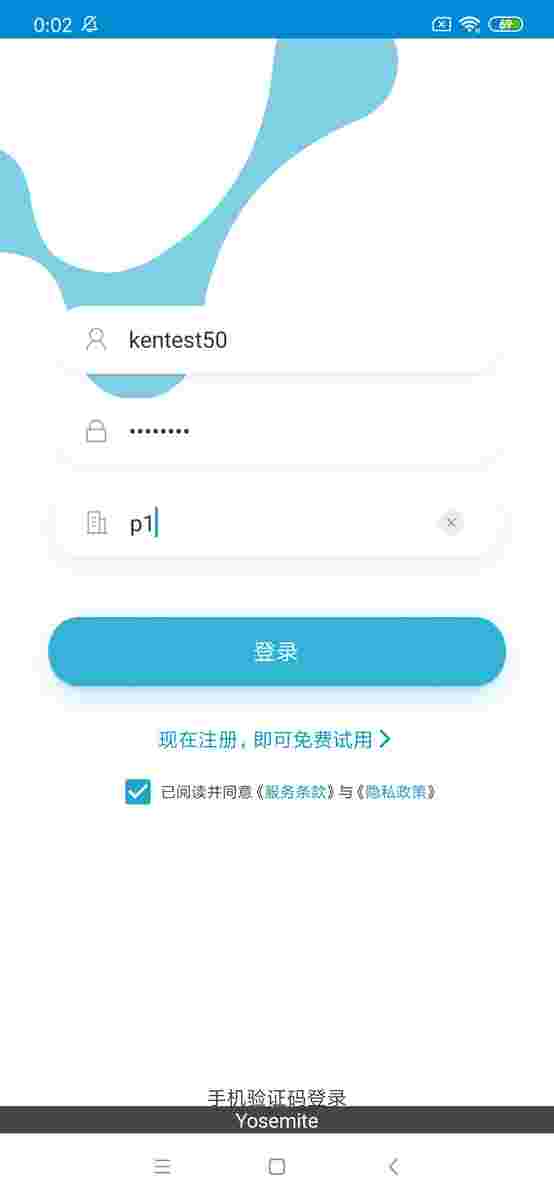 0:02
69
kentest50
••••••••
p1
登录
现在注册，即可免费试用
已阅读并同意《服务条款》与《隐私政策》
手机验证码登录
Yosemite